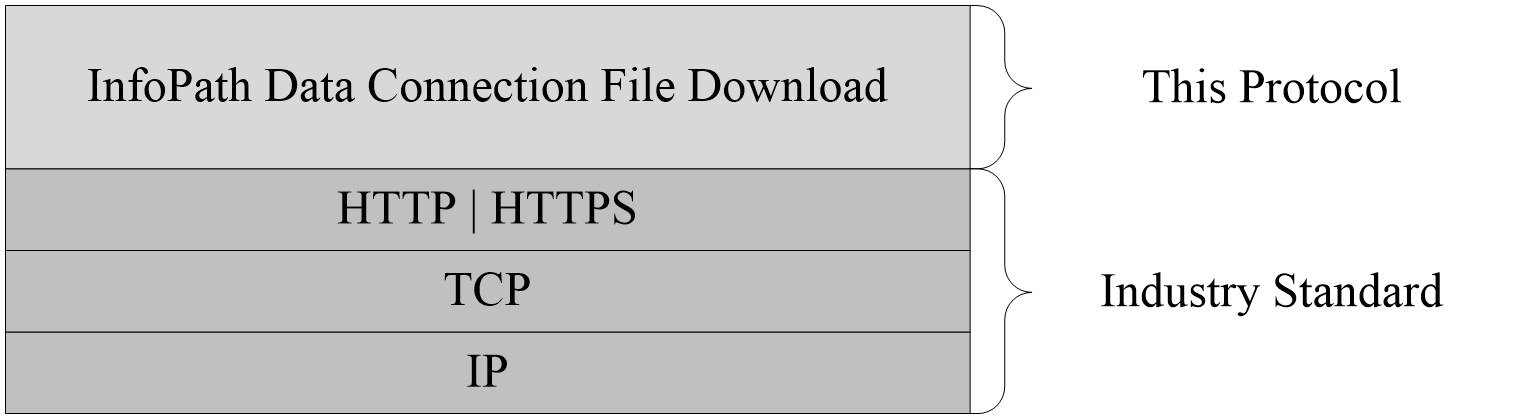 InfoPath Data Connection File Download
This Protocol
HTTP | HTTPS
TCP
IP
Industry Standard